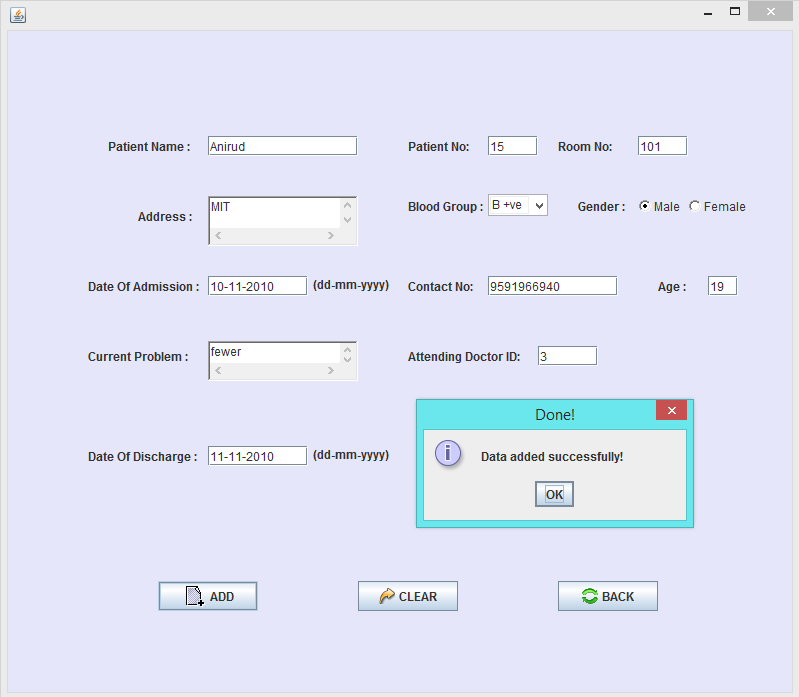 Patient Name : Anirud Patient No: 15 Room No: 101
Address : MIT Blood Group : B +ve Gender : Male Female
Date Of Admission : 10-11-2010 (dd-mm-yyyy) Contact No: 9591966940 Age : 19
Current Problem : fewer Attending Doctor ID: 3
Done!
Date Of Discharge : 11-11-2010 (dd-mm-yyyy) Data added successfully!
OK
ADD CLEAR BACK